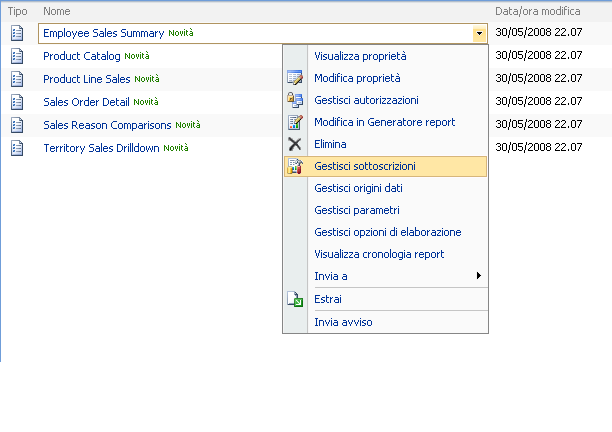 Tipo Nome Data/ora modifica
Employee Sales Summary Novità 30/05/2008 22.07
Product Catalog Novità 30/05/2008 22.07
Product Line Sales Novità 30/05/2008 22.07
Sales Order Detail Novità 30/05/2008 22.07
Sales Reason Comparisons Novità 30/05/2008 22.07
Territory Sales Drilldown Novità 30/05/2008 22.07
Visualizza proprietà
Modifica proprietà
Gestisci autorizzazioni
Modifica in Generatore report
Elimina
Gestisci sottoscrizioni
Gestisci origini dati
Gestisci parametri
Gestisci opzioni di elaborazione
Visualizza cronologia report
Invia a
Estrai
Invia avviso